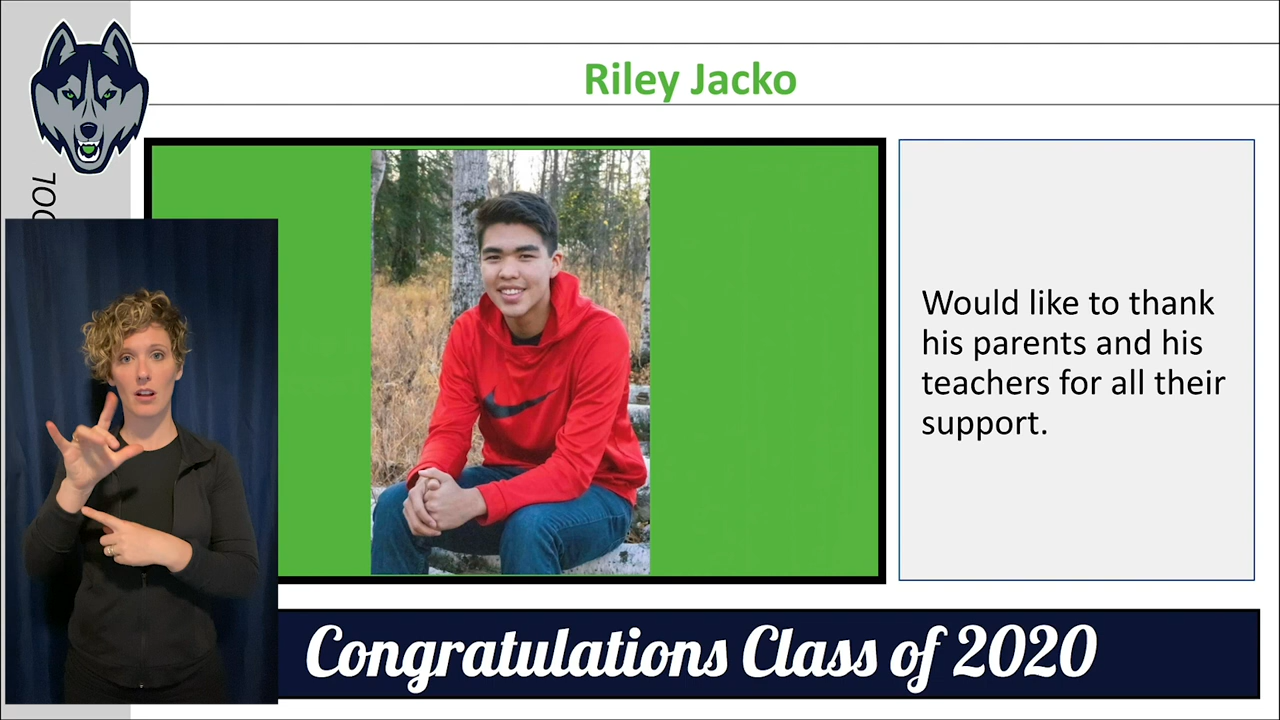 Riley Jacko
Would like to thank
his parents and his
teachers for all their
support.
Congratulations Class of 2020